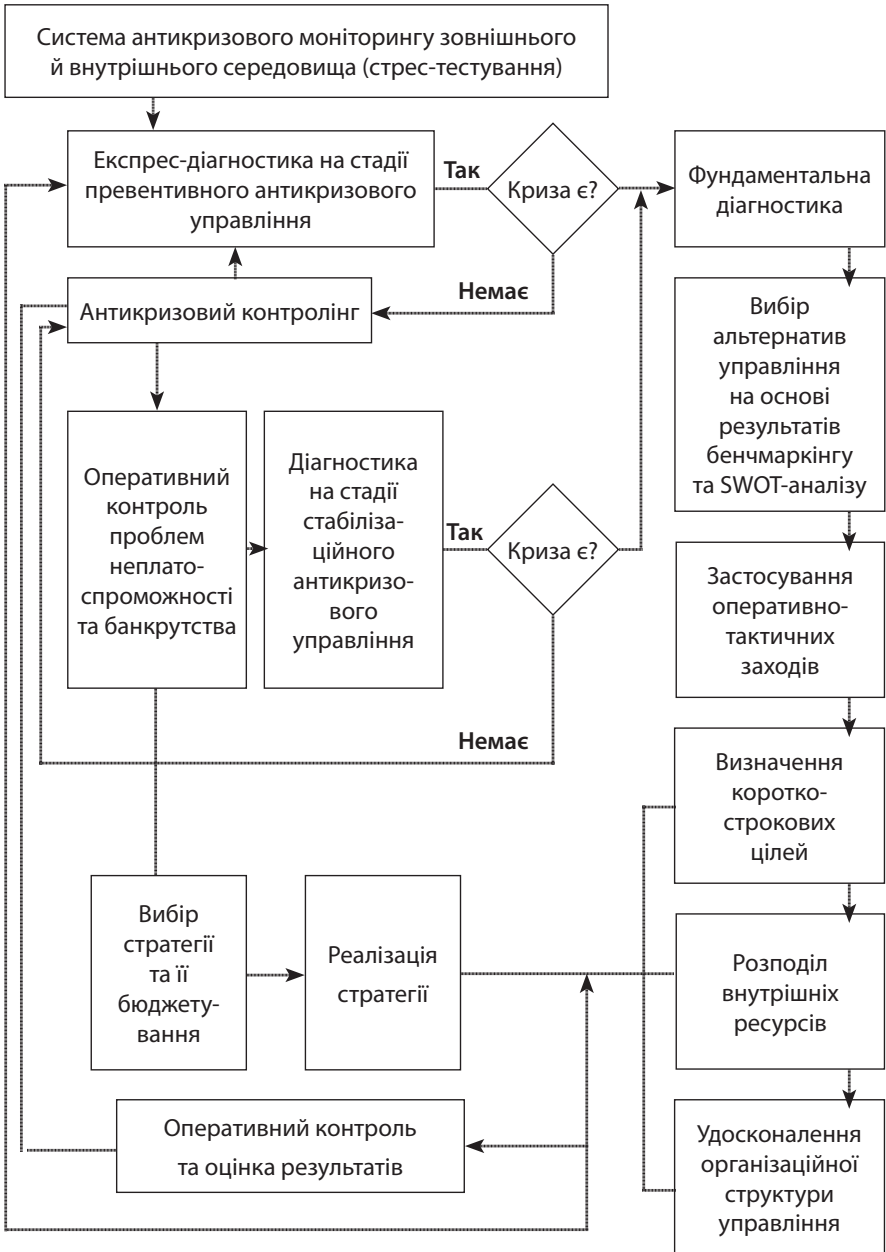 Система антикризового моніторингу зовнішнього
й внутрішнього середовища (стрес-тестування)
Експрес-діагностика на стадії
превентивного антикризового
управління
Так
Криза є?
Фундаментальна
діагностика
Немає
Антикризовий контролінг
Вибір
альтернатив
управління
на основі
результатів
бенчмаркінгу
та SWOT-аналізу
Оперативний
контроль
проблем
неплато-
спроможності
та банкрутства
Діагностика
на стадії
стабіліза-
ційного
антикризо-
вого
управління
Так
Криза є?
Застосування
оперативно-
тактичних
заходів
Немає
Визначення
коротко-
строкових
цілей
Вибір
стратегії
та її
бюджету-
вання
Реалізація
стратегії
Розподіл
внутрішніх
ресурсів
Оперативний контроль
та оцінка результатів
Удосконалення
організаційної
структури
управління